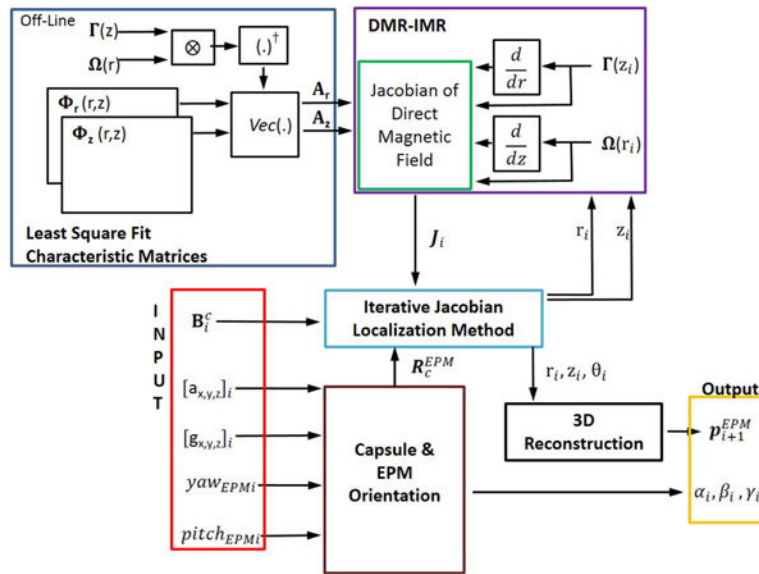 Off-Line
Γ(z)
Ω(r)
⊗
(.)†
Φr (r,z)
Φz (r,z)
Vec(.)
Ar
Az
Least Square Fit
Characteristic Matrices
DMR-IMR
Jacobian of
Direct
Magnetic
Field
d
dr
d
dz
Γ(zi)
Ω(ri)
Ji
ri
zi
INPUT
Bic
[ax,y,z]i
[gx,y,z]i
yawEPMi
pitchEPMi
Iterative Jacobian
Localization Method
RcEPM
Capsule &
EPM
Orientation
ri, zi, θi
3D
Reconstruction
Output
pi+1EPM
αi, βi , γi